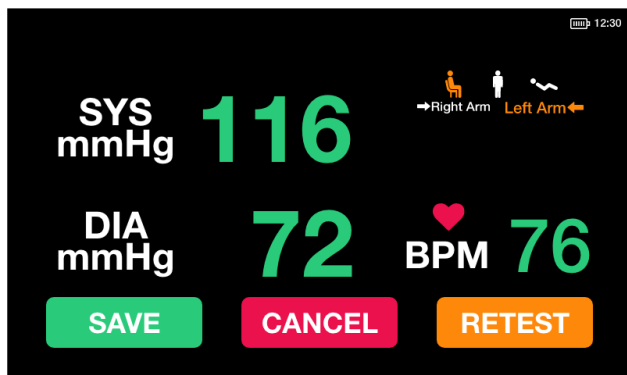 12:30
SYS
mmHg
116
➡Right Arm
Left Arm⬅
DIA
mmHg
72
BPM
76
SAVE
CANCEL
RETEST